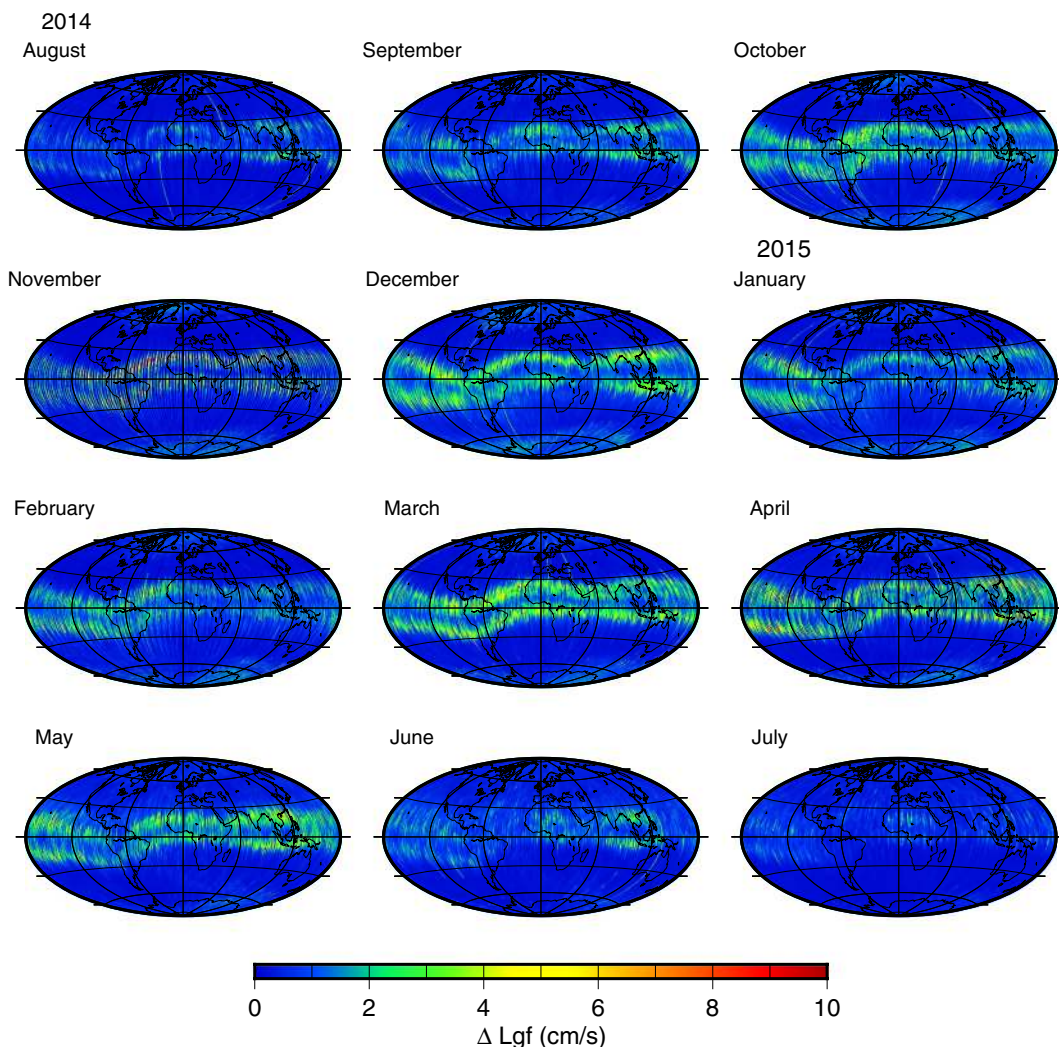 2014
August
September
October
2015
November
December
January
February
March
April
May
June
July
0 2 4 6 8 10
Δ Lgf (cm/s)